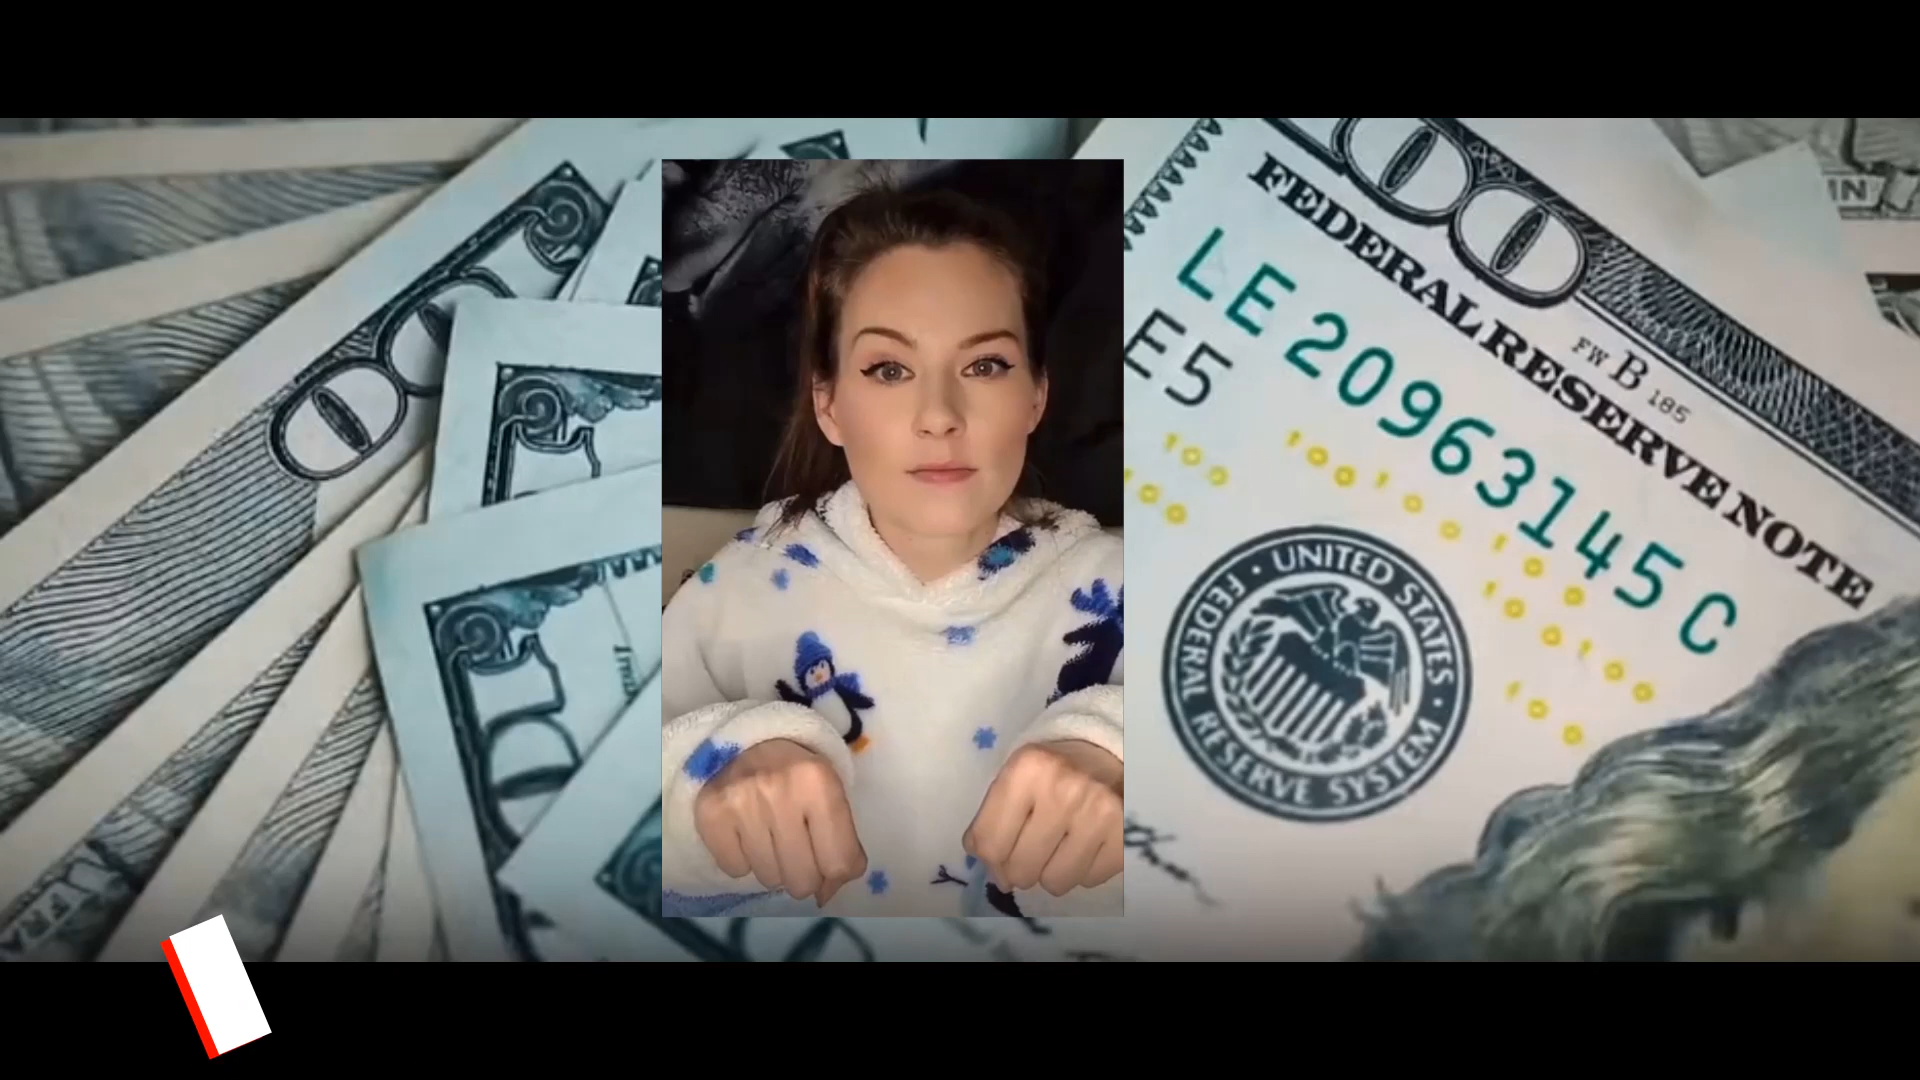 100
FEDERAL RESERVE NOTE
FW B 185
LE 20963145 C
E5
UNITED STATES
FEDERAL RESERVE SYSTEM